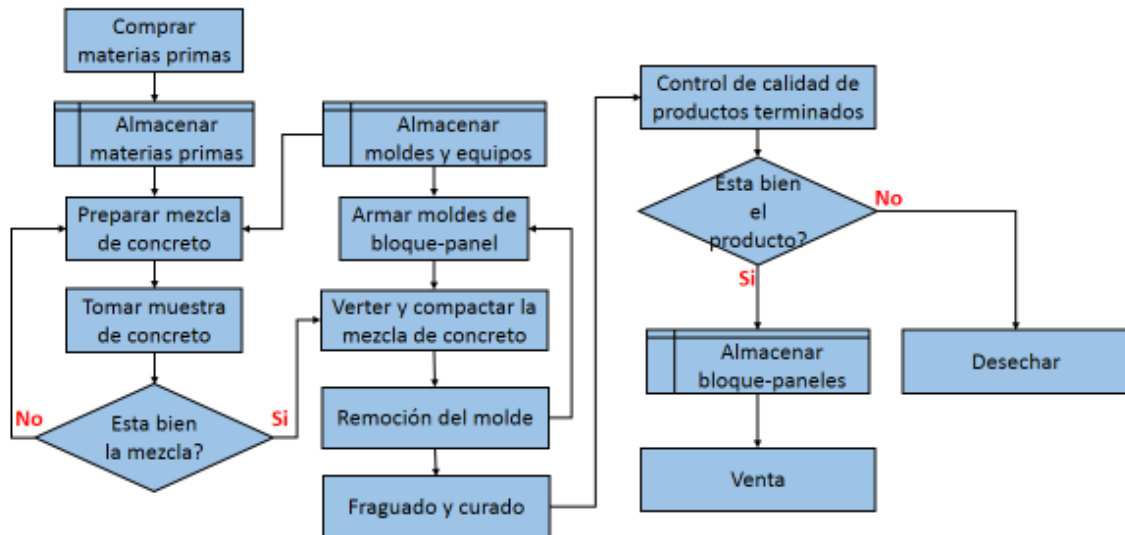 Comprar
materias primas
Almacenar
materias primas
Preparar mezcla
de concreto
Tomar muestra
de concreto
Esta bien
la mezcla?
No
Si
Almacenar
moldes y equipos
Armar moldes de
bloque-panel
Verter y compactar la
mezcla de concreto
Remoción del molde
Fraguado y curado
Control de calidad de
productos terminados
Esta bien
el
producto?
No
Si
Almacenar
bloque-paneles
Desechar
Venta